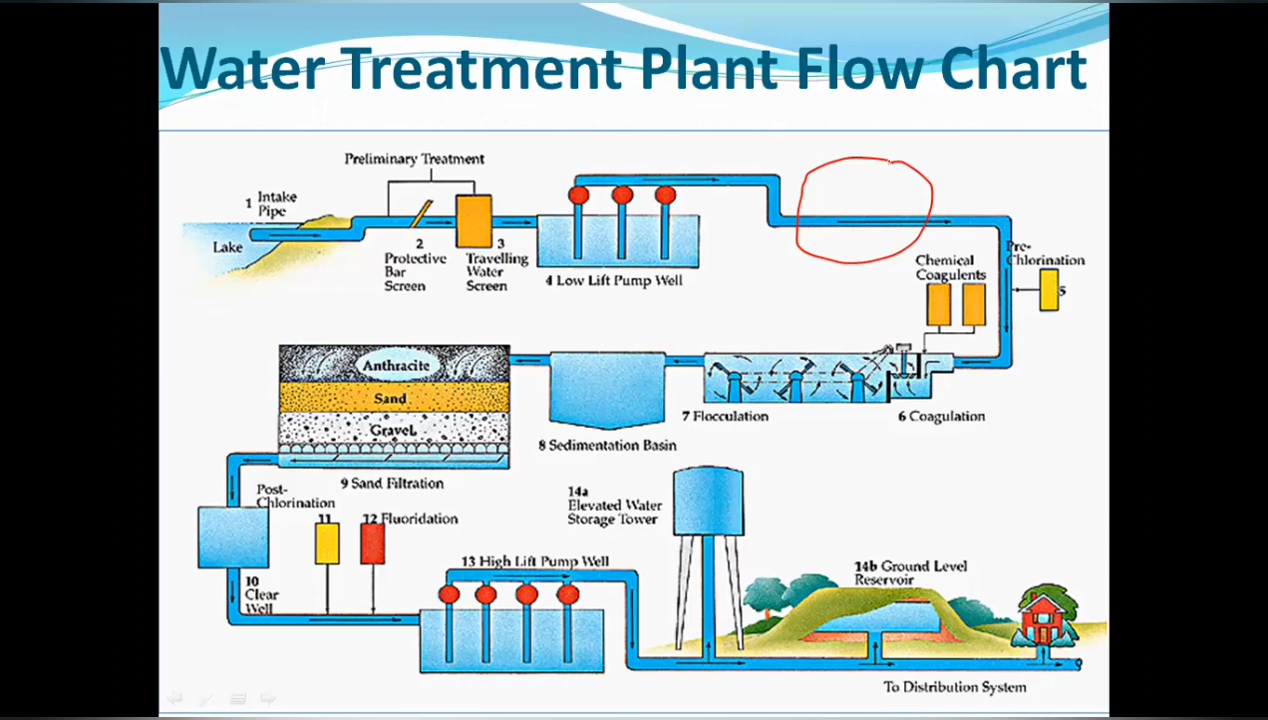 Water Treatment Plant Flow Chart
Preliminary Treatment
1 Intake
Pipe
Lake
2
Protective
Bar
Screen
3
Travelling
Water
Screen
4 Low Lift Pump Well
Pre-
Chlorination
5
Chemical
Coagulents
6 Coagulation
7 Flocculation
8 Sedimentation Basin
Anthracite
Sand
Gravel
9 Sand Filtration
Post-
Chlorination
11
12 Fluoridation
10
Clear
Well
13 High Lift Pump Well
14a
Elevated Water
Storage Tower
14b Ground Level
Reservoir
To Distribution System